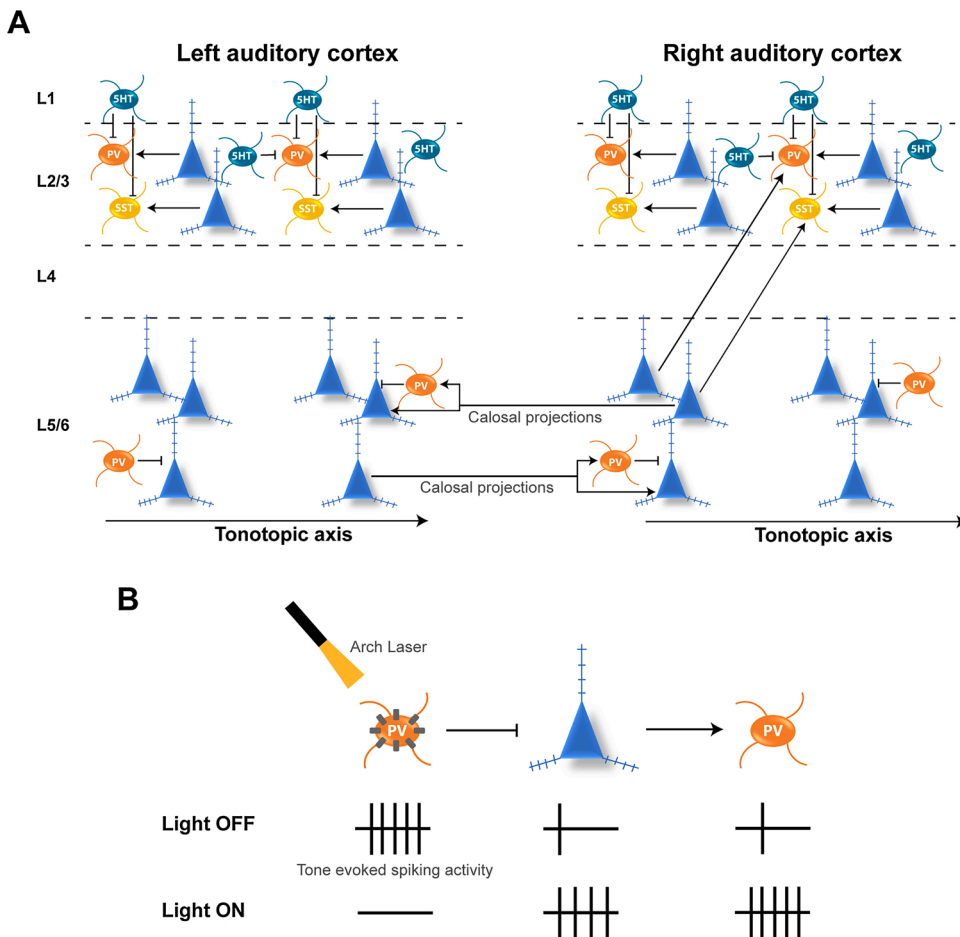 A
Left auditory cortex
Right auditory cortex
L1
5HT
5HT
5HT
5HT
L2/3
PV
5HT
PV
5HT
PV
5HT
PV
5HT
SST
SST
SST
SST
L4
L5/6
PV
PV
Calosal projections
PV
PV
Calosal projections
Tonotopic axis
Tonotopic axis
B
Arch Laser
PV
PV
Light OFF
Tone evoked spiking activity
Light ON